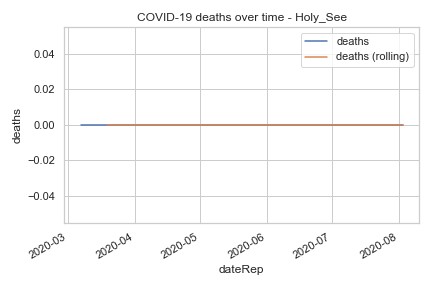 COVID-19 deaths over time - Holy_See
deaths
deaths (rolling)
0.04
0.02
0.00
−0.02
−0.04
deaths
2020-03
2020-04
2020-05
2020-06
2020-07
2020-08
dateRep